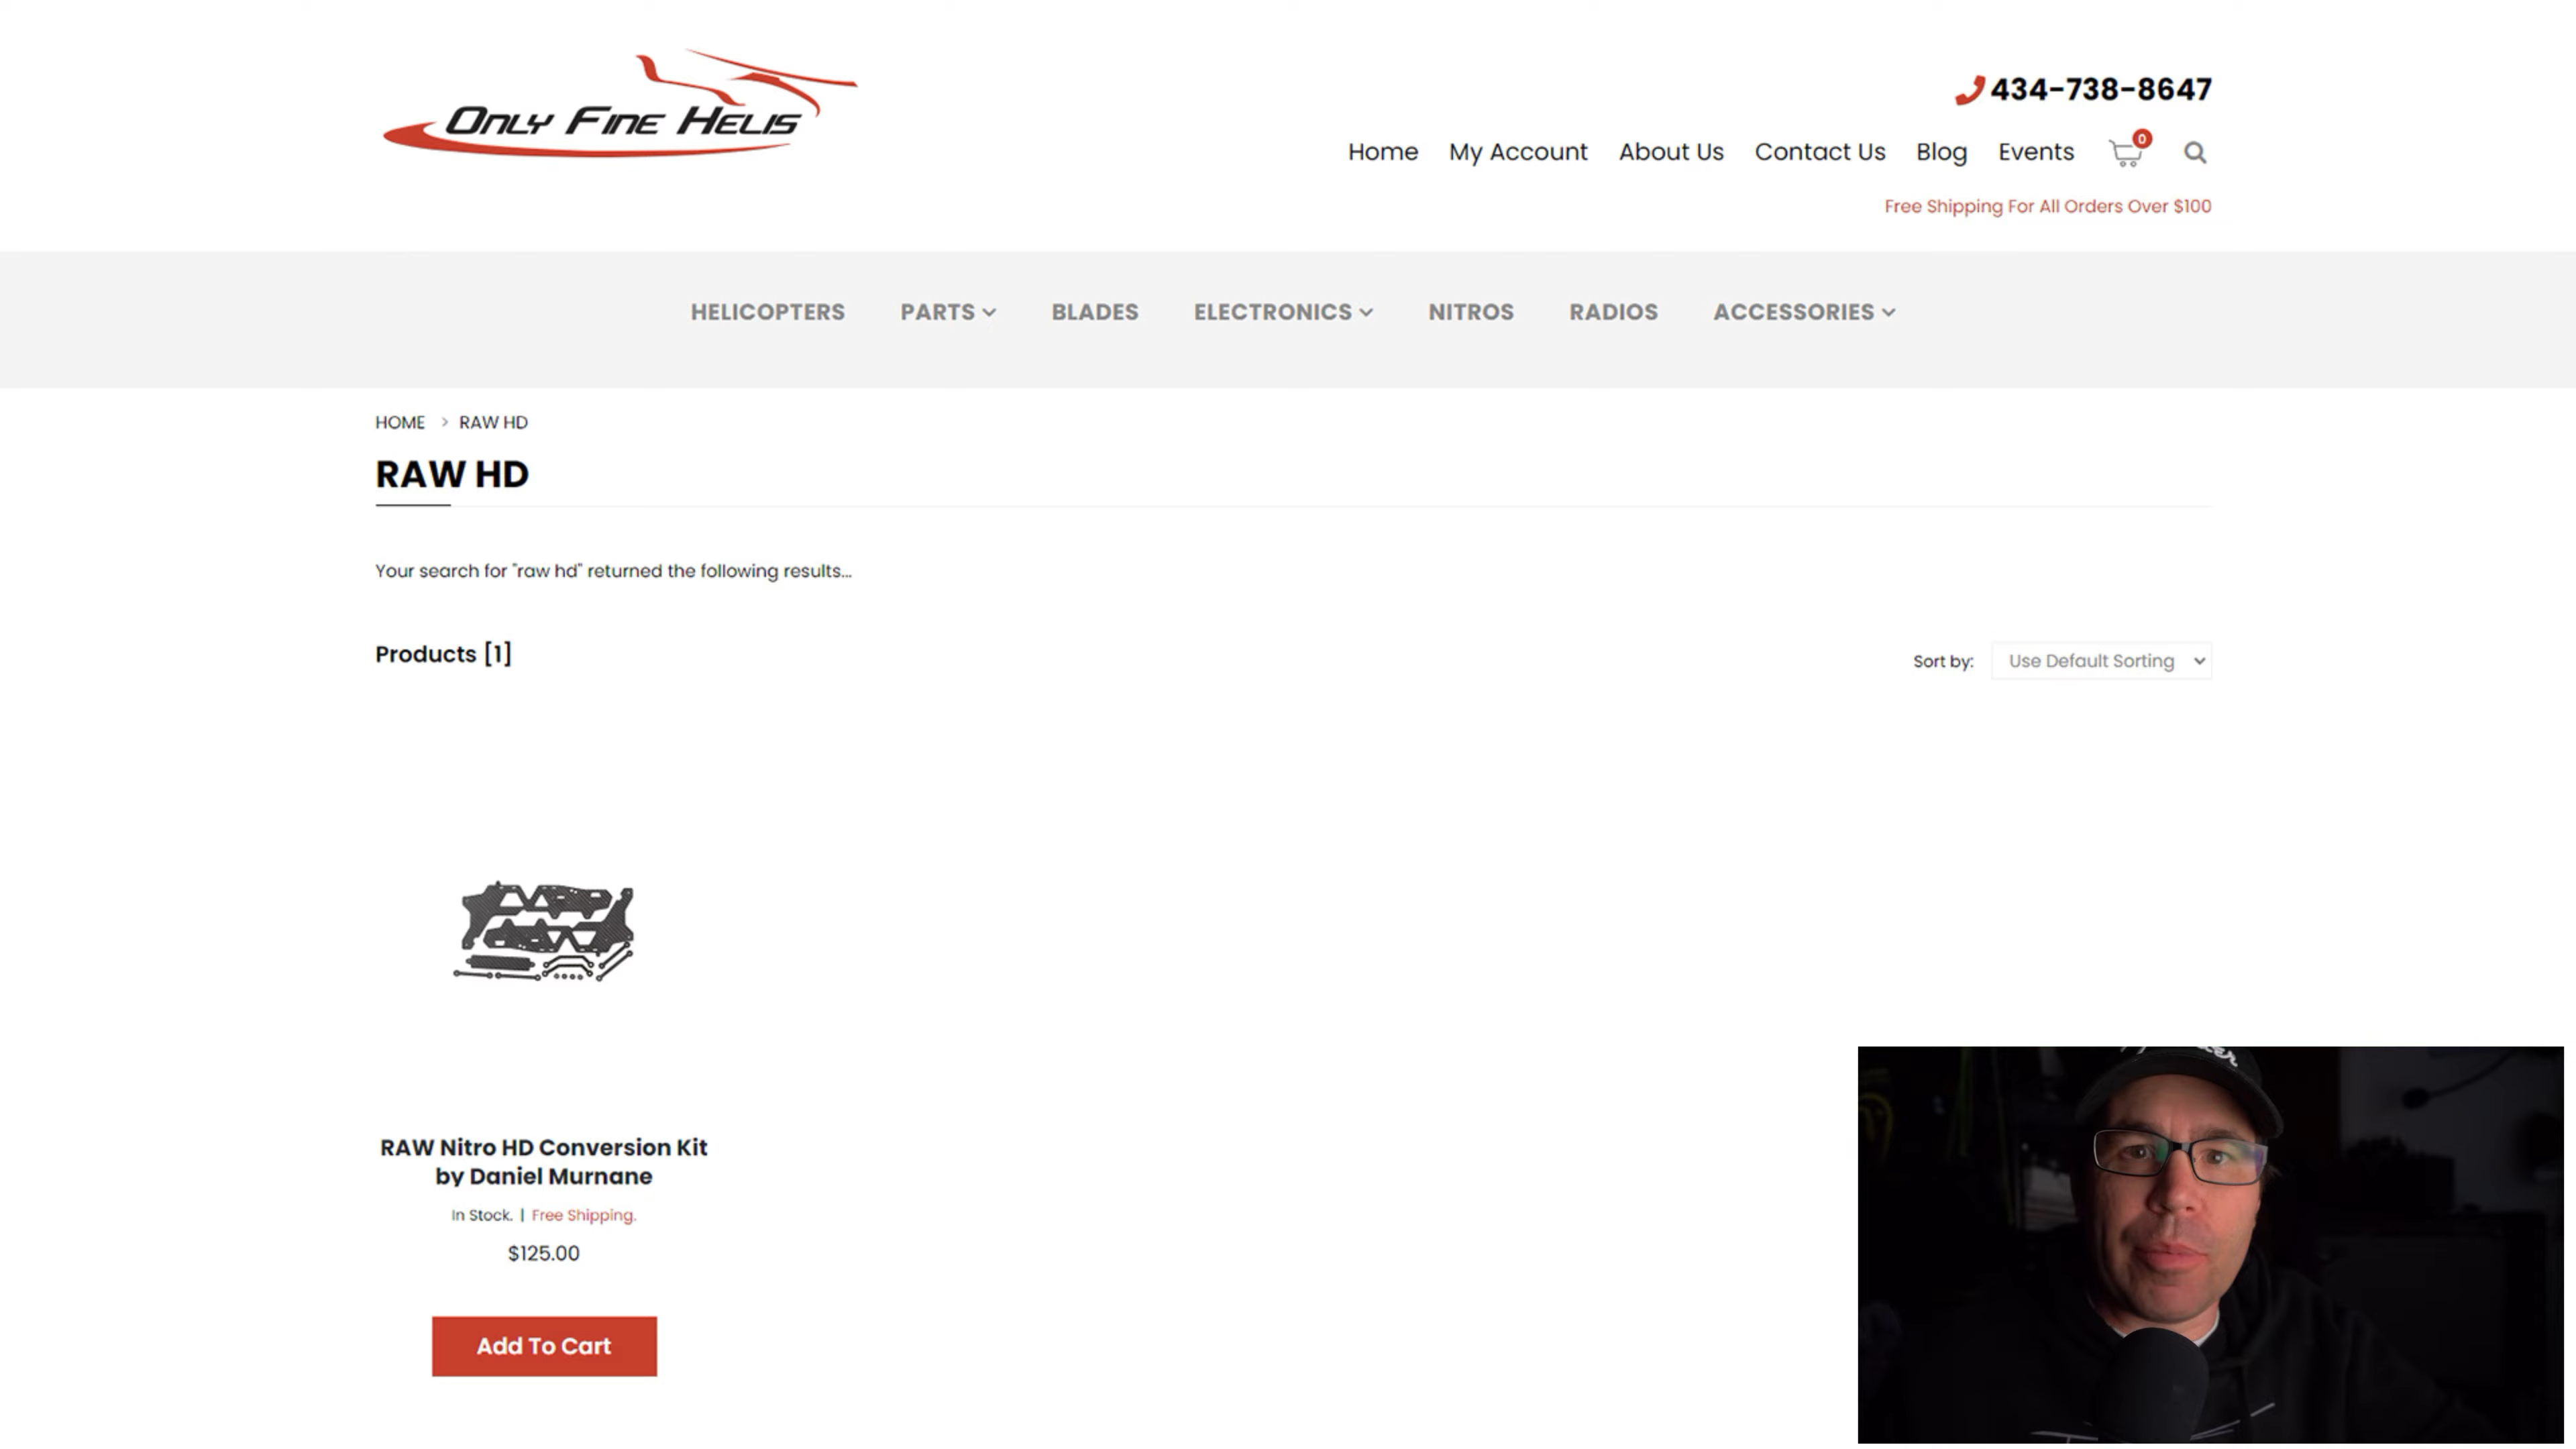 Only Fine Helis
434-738-8647
Home My Account About Us Contact Us Blog Events 0
Free Shipping For All Orders Over $100
HELICOPTERS PARTS BLADES ELECTRONICS NITROS RADIOS ACCESSORIES
HOME > RAW HD
RAW HD
Your search for "raw hd" returned the following results...
Products [1]
Sort by: Use Default Sorting
RAW Nitro HD Conversion Kit
by Daniel Murnane
In Stock. | Free Shipping.
$125.00
Add To Cart